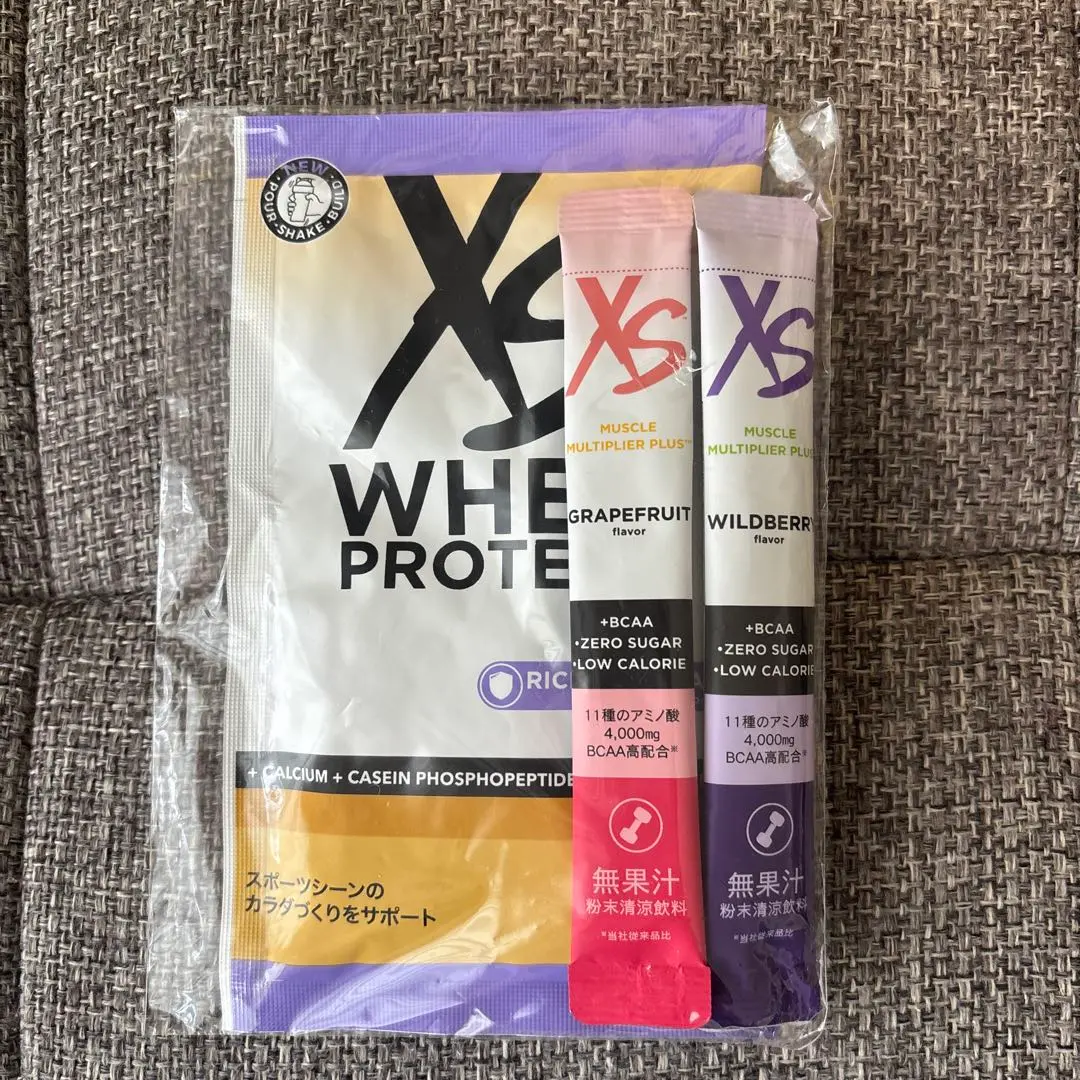 NEW
POUR · SHAKE · BUILD
XS
WHE
PROTE
RIC
+ CALCIUM + CASEIN PHOSPHOPEPTIDE
スポーツシーンの
カラダづくりをサポート
XS
MUSCLE
MULTIPLIER PLUS™
GRAPEFRUIT
flavor
+BCAA
•ZERO SUGAR
•LOW CALORIE
11種のアミノ酸
4,000mg
BCAA高配合※
無果汁
粉末清涼飲料
※当社従来品比
XS
MUSCLE
MULTIPLIER PLUS
WILDBERRY
flavor
+BCAA
•ZERO SUGAR
•LOW CALORIE
11種のアミノ酸
4,000mg
BCAA高配合※
無果汁
粉末清涼飲料
※当社従来品比